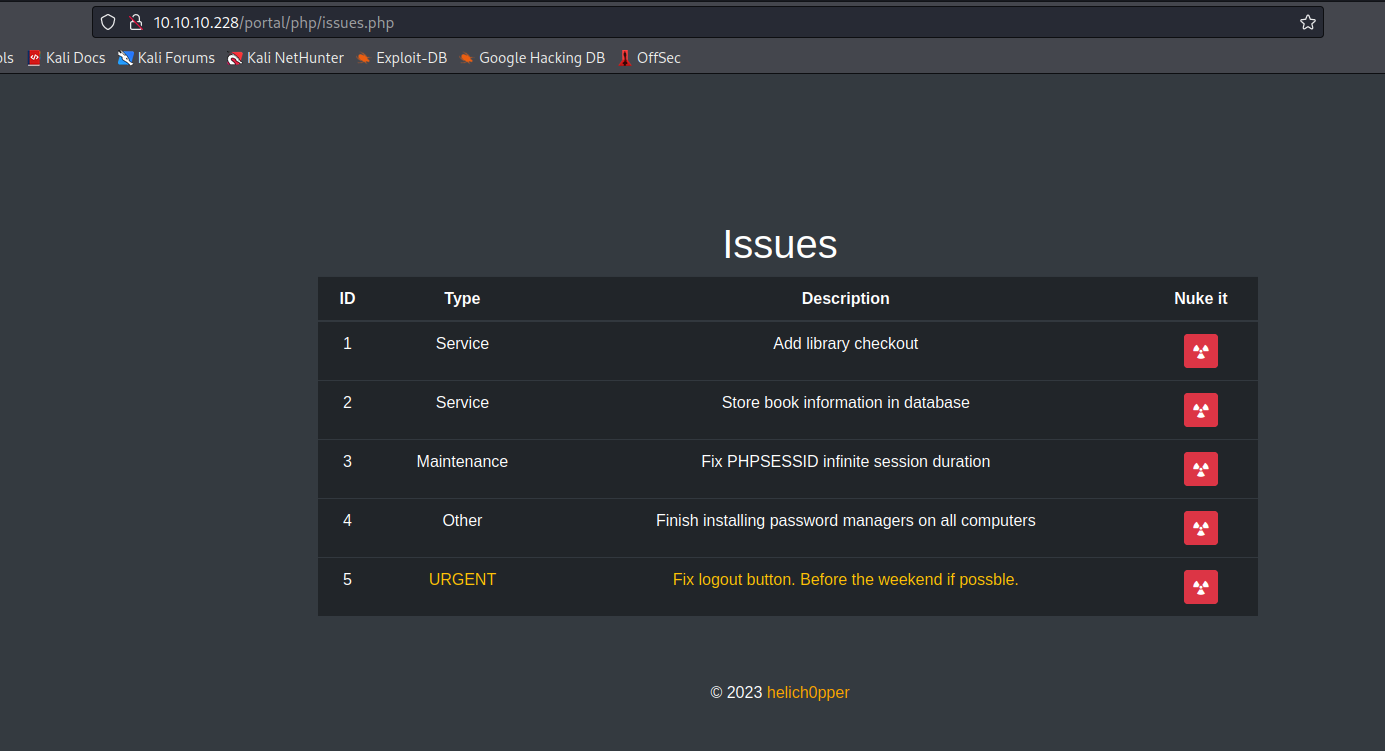 10.10.10.228/portal/php/issues.php
ols Kali Docs Kali Forums Kali NetHunter Exploit-DB Google Hacking DB OffSec
Issues
ID Type Description Nuke it
1 Service Add library checkout
2 Service Store book information in database
3 Maintenance Fix PHPSESSID infinite session duration
4 Other Finish installing password managers on all computers
5 URGENT Fix logout button. Before the weekend if possble.
© 2023 helich0pper